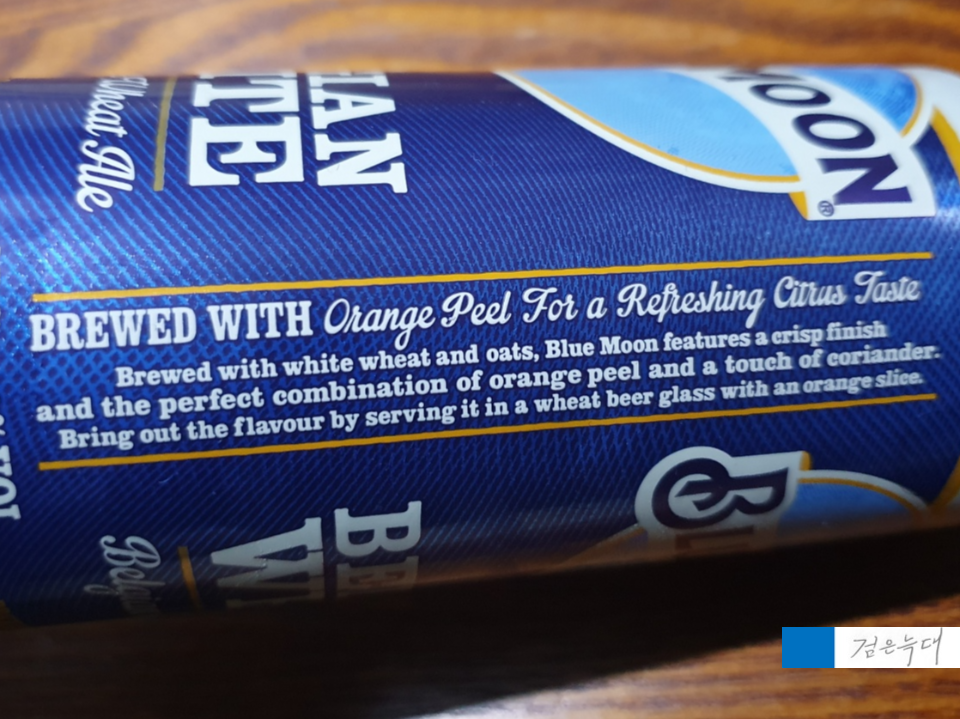 Wheat Ale
MOON®
BREWED WITH Orange Peel For a Refreshing Citrus Taste
Brewed with white wheat and oats, Blue Moon features a crisp finish
and the perfect combination of orange peel and a touch of coriander.
Bring out the flavour by serving it in a wheat beer glass with an orange slice.
검은늑대